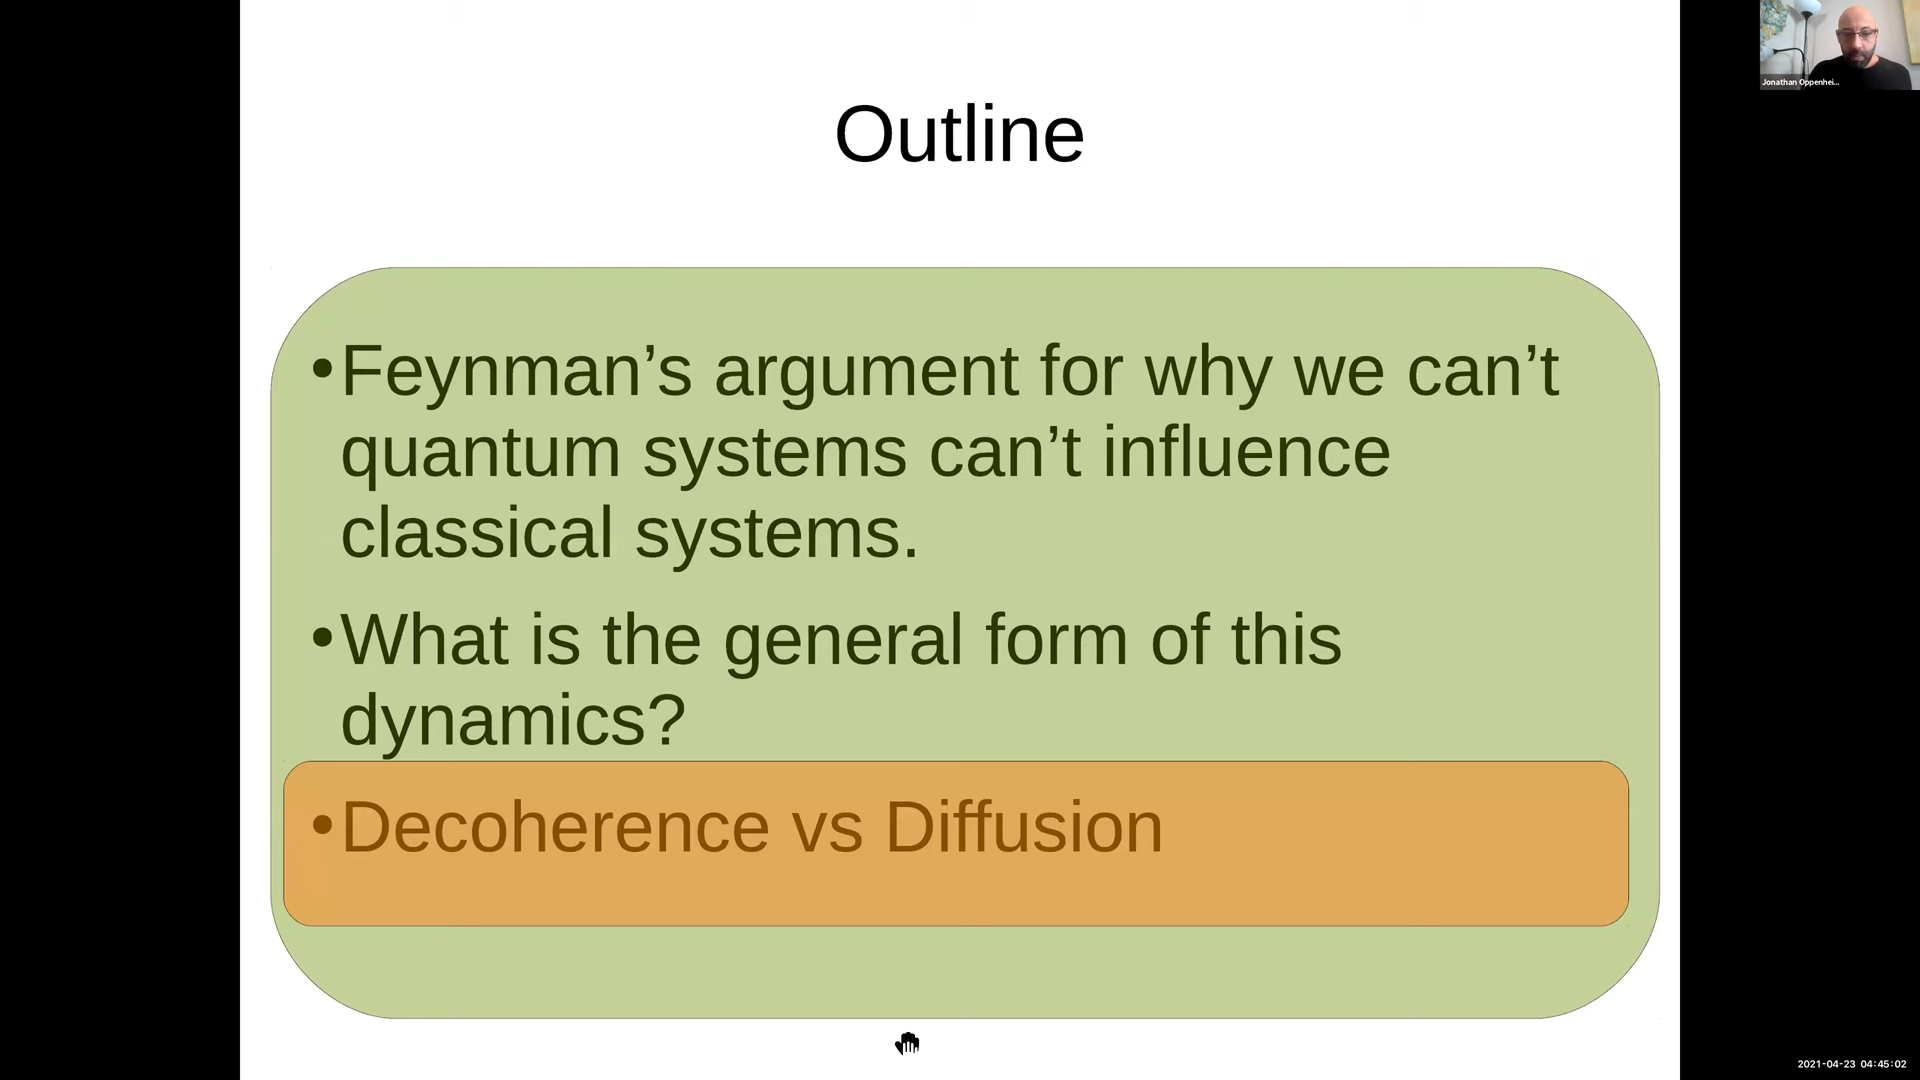 Outline
•Feynman’s argument for why we can’t
quantum systems can’t influence
classical systems.
•What is the general form of this
dynamics?
•Decoherence vs Diffusion
Jonathan Oppenhei...
2021-04-23 04:45:02